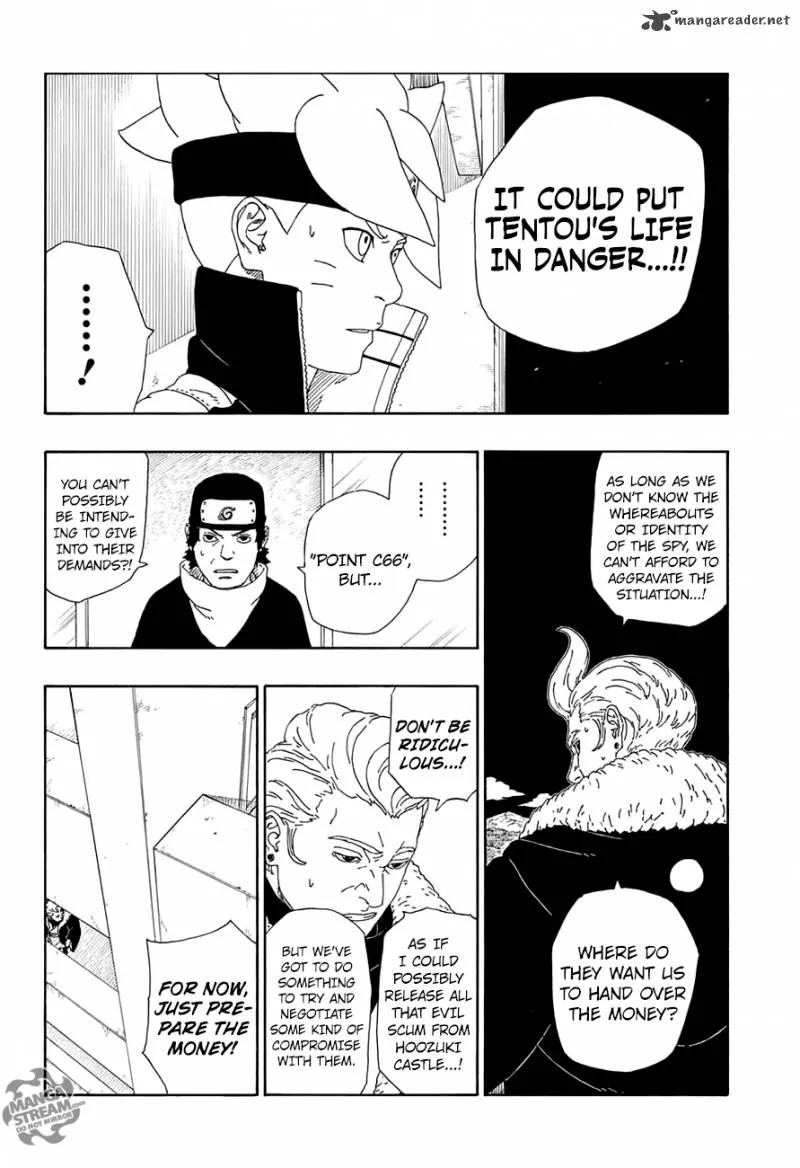 mangareader.net
IT COULD PUT
TENTOU'S LIFE
IN DANGER...!!
......!
AS LONG AS WE
DON'T KNOW THE
WHEREABOUTS
OR IDENTITY
OF THE SPY, WE
CAN'T AFFORD TO
AGGRAVATE THE
SITUATION...!
WHERE DO
THEY WANT US
TO HAND OVER
THE MONEY?
......
"POINT C66",
BUT...
YOU CAN'T
POSSIBLY
BE INTEND-
ING TO GIVE
INTO THEIR
DEMANDS?!
DON'T BE
RIDICU-
LOUS...!
AS IF
I COULD
POSSIBLY
RELEASE ALL
THAT EVIL
SCUM FROM
HOOZUKI
CASTLE...!
BUT WE'VE
GOT TO DO
SOMETHING
TO TRY AND
NEGOTIATE
SOME KIND OF
COMPROMISE
WITH THEM.
FOR NOW,
JUST PRE-
PARE THE
MONEY!
MANGA
STREAM.COM
DO NOT MIRROR